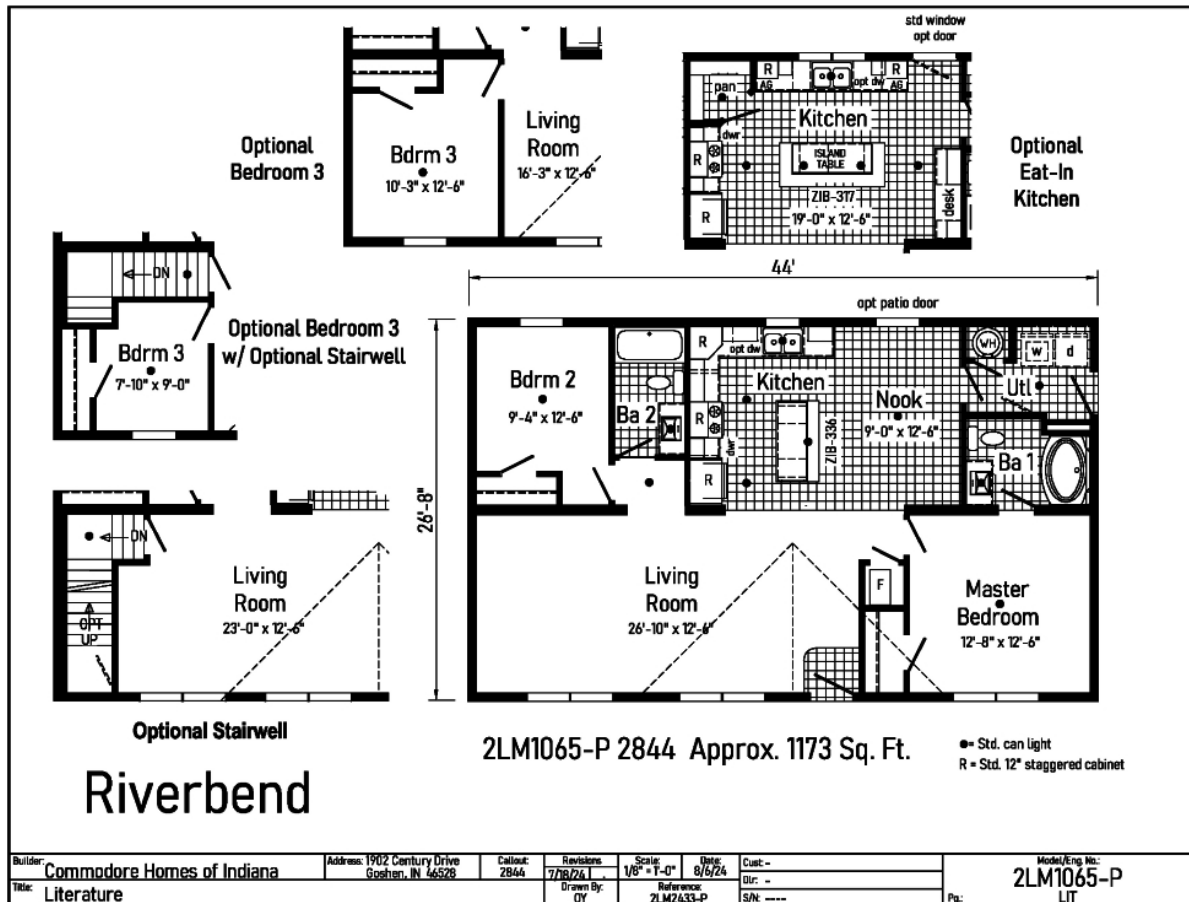 std window
opt door
R
AG
opt dw
R
AG
pan
Kitchen
dwr
R
ISLAND
TABLE
ZIB-317
19'-0" x 12'-6"
R
desk
Optional
Eat-In
Kitchen
Optional
Bedroom 3
Bdrm 3
10'-3" x 12'-6"
Living
Room
16'-3" x 12'-6"
DN
Bdrm 3
7'-10" x 9'-0"
Optional Bedroom 3
w/ Optional Stairwell
44'
opt patio door
26'-8"
Bdrm 2
9'-4" x 12'-6"
Ba 2
R
opt dw
Kitchen
R
dwr
R
ZIB-336
Nook
9'-0" x 12'-6"
WH
w
d
Utl
Ba 1
DN
OPT
UP
Living
Room
23'-0" x 12'-6"
Optional Stairwell
Living
Room
26'-10" x 12'-6"
F
Master
Bedroom
12'-8" x 12'-6"
2LM1065-P 2844 Approx. 1173 Sq. Ft.
●= Std. can light
R = Std. 12" staggered cabinet
Riverbend
Builder: Commodore Homes of Indiana
Address: 1902 Century Drive
Goshen, IN 46528
Callout:
2844
Revisions
7/18/24
Scale:
1/8" = 1'-0"
Date:
8/6/24
Cust: -
Dlr: -
S/N: ----
Model/Eng. No.:
2LM1065-P
Title: Literature
Drawn By:
OY
Reference:
2LM2433-P
Pg.: LIT